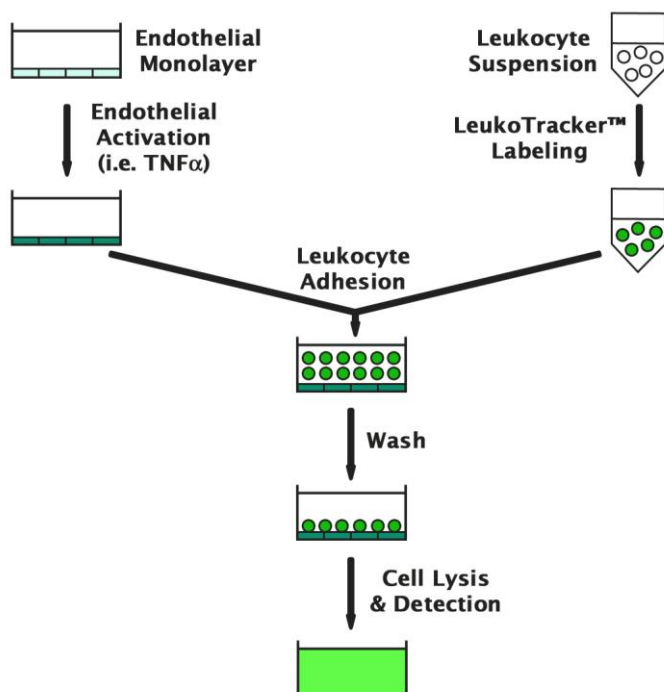 Endothelial
Monolayer
Leukocyte
Suspension
Endothelial
Activation
(i.e. TNFα)
LeukoTracker™
Labeling
Leukocyte
Adhesion
Wash
Cell Lysis
& Detection